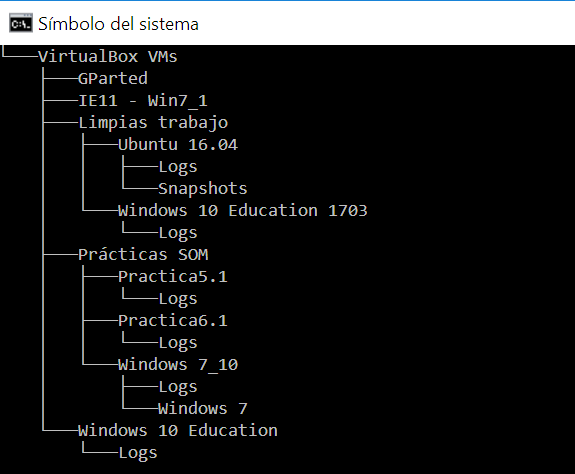 Símbolo del sistema
└───VirtualBox VMs
    ├───GParted
    ├───IE11 - Win7_1
    ├───Limpias trabajo
    │   ├───Ubuntu 16.04
    │   │   ├───Logs
    │   │   └───Snapshots
    │   └───Windows 10 Education 1703
    │       └───Logs
    ├───Prácticas SOM
    │   ├───Practica5.1
    │   │   └───Logs
    │   ├───Practica6.1
    │   │   └───Logs
    │   └───Windows 7_10
    │       ├───Logs
    │       └───Windows 7
    └───Windows 10 Education
        └───Logs